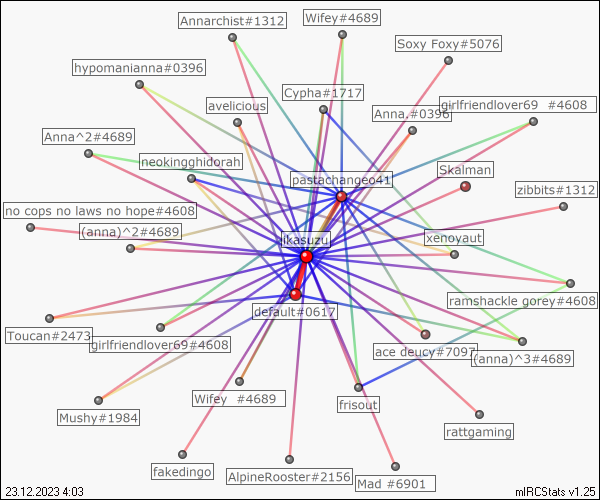 Annarchist#1312
Wifey#4689
Soxy Foxy#5076
hypomanianna#0396
Cypha#1717
avelicious
Anna.#0396
girlfriendlover69 #4608
Anna^2#4689
neokingghidorah
pastachangeo41
Skalman
zibbits#1312
no cops no laws no hope#4608
(anna)^2#4689
ikasuzu
xenoyaut
ramshackle gorey#4608
default#0617
Toucan#2473
girlfriendlover69#4608
ace deucy#7097
(anna)^3#4689
Wifey #4689
frisout
Mushy#1984
rattgaming
fakedingo
AlpineRooster#2156
Mad #6901
23.12.2023 4:03
mIRCStats v1.25